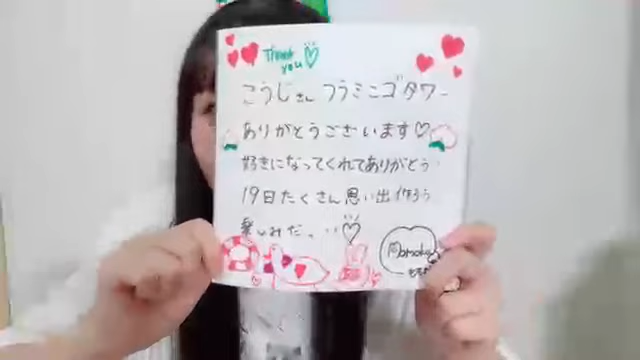 Thank
you♡
こうじさん フラミンゴタワー
ありがとうございます♡
好きになってくれてありがとう
19日たくさん思い出作ろう
楽しみだ。♡
Momoka